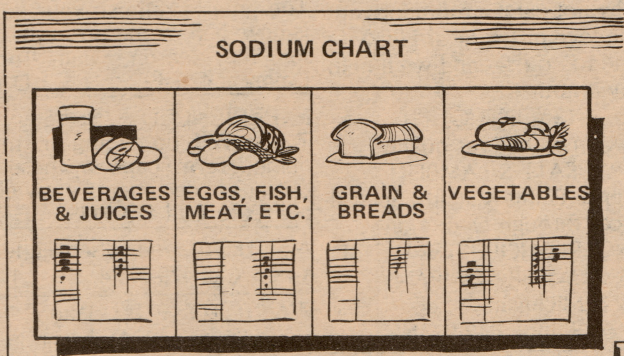 SODIUM CHART
BEVERAGES
& JUICES
EGGS, FISH,
MEAT, ETC.
GRAIN &
BREADS
VEGETABLES